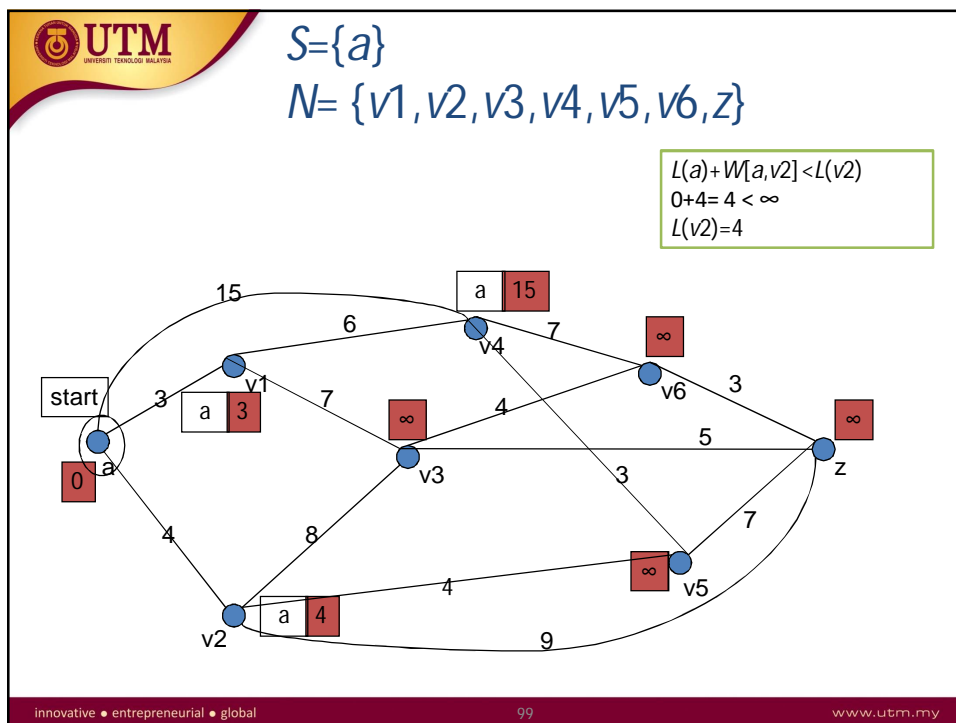 UTM
UNIVERSITI TEKNOLOGI MALAYSIA
S={a}
N= {v1,v2,v3,v4,v5,v6,z}
L(a)+W[a,v2]<L(v2)
0+4= 4 < ∞
L(v2)=4
15
a 15
6
7
v4
∞
v1
v6
start
3
7
a 3
4
3
∞
∞
5
a
v3
z
0
3
7
4
8
∞
v5
4
a 4
v2
9
innovative ● entrepreneurial ● global
99
www.utm.my